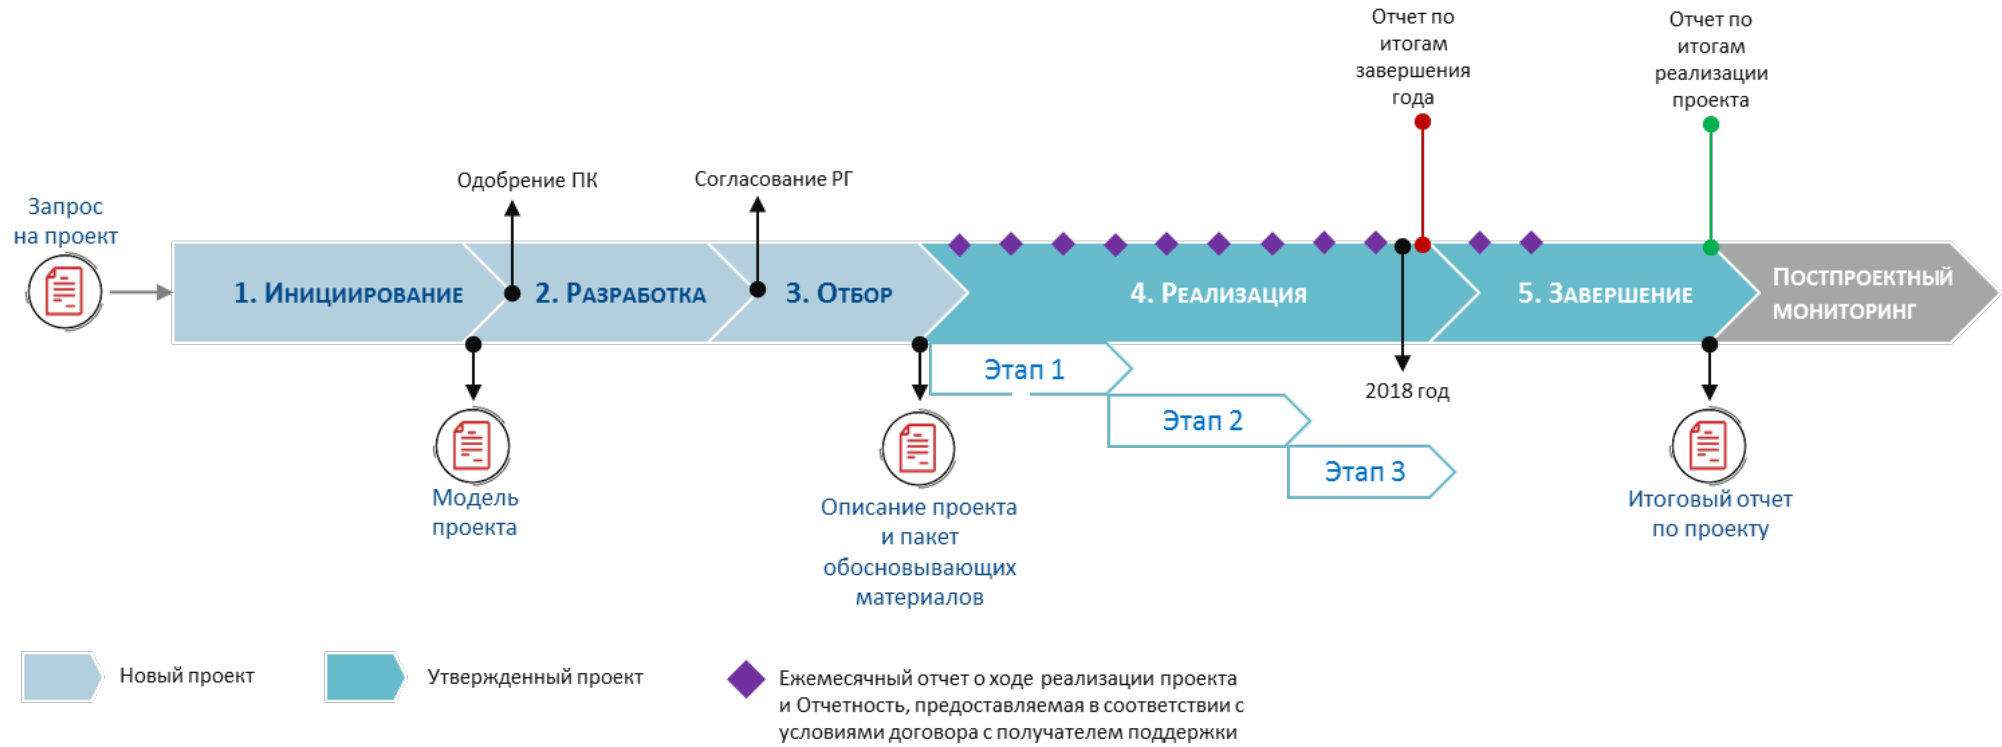 Отчет по
итогам
завершения
года
Отчет по
итогам
реализации
проекта
Одобрение ПК
Согласование РГ
Запрос
на проект
1. Инициирование
2. Разработка
3. Отбор
4. Реализация
5. Завершение
Постпроектный
мониторинг
Этап 1
Этап 2
Этап 3
2018 год
Модель
проекта
Описание проекта
и пакет
обосновывающих
материалов
Итоговый отчет
по проекту
Новый проект
Утвержденный проект
Ежемесячный отчет о ходе реализации проекта
и Отчетность, предоставляемая в соответствии с
условиями договора с получателем поддержки